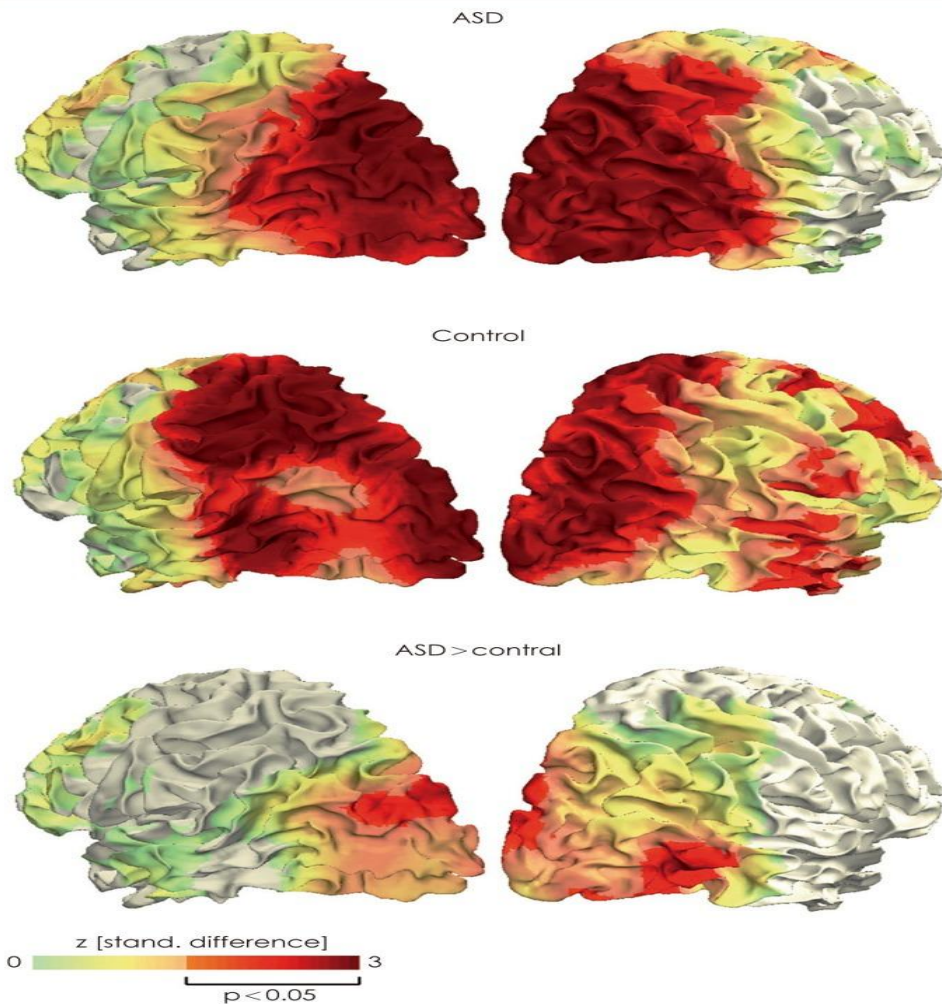 ASD
Control
ASD > contral
z [stand. difference]
0 3
p < 0.05